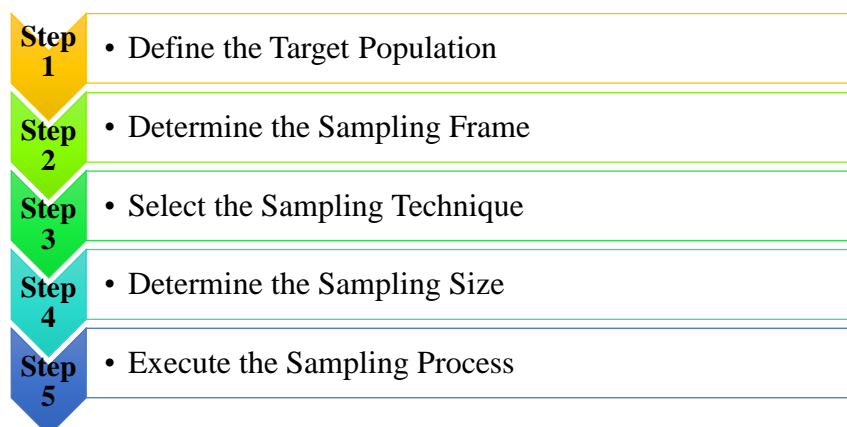 Step
1
• Define the Target Population
Step
2
• Determine the Sampling Frame
Step
3
• Select the Sampling Technique
Step
4
• Determine the Sampling Size
Step
5
• Execute the Sampling Process